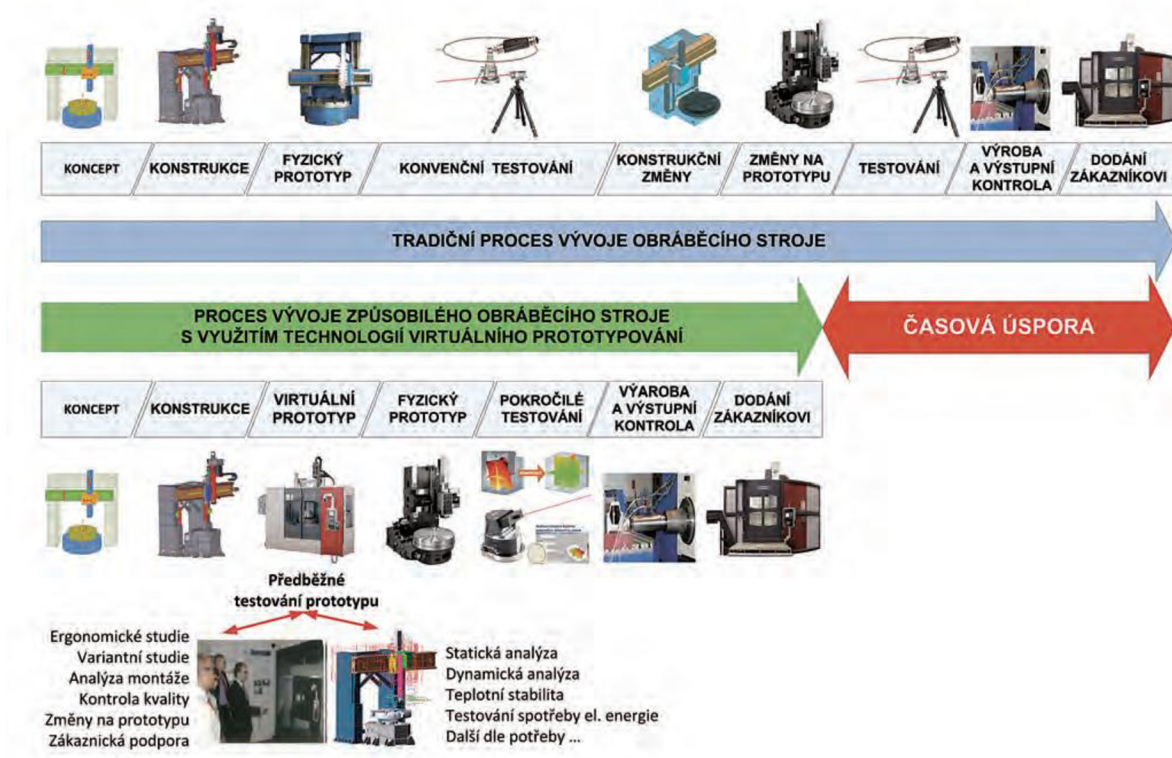 KONCEPT
KONSTRUKCE
FYZICKÝ
PROTOTYP
KONVENČNÍ TESTOVÁNÍ
KONSTRUKČNÍ
ZMĚNY
ZMĚNY NA
PROTOTYPU
TESTOVÁNÍ
VÝROBA
A VÝSTUPNÍ
KONTROLA
DODÁNÍ
ZÁKAZNÍKOVI
TRADIČNÍ PROCES VÝVOJE OBRÁBĚCÍHO STROJE
PROCES VÝVOJE ZPŮSOBILÉHO OBRÁBĚCÍHO STROJE
S VYUŽITÍM TECHNOLOGIÍ VIRTUÁLNÍHO PROTOTYPOVÁNÍ
ČASOVÁ ÚSPORA
KONCEPT
KONSTRUKCE
VIRTUÁLNÍ
PROTOTYP
FYZICKÝ
PROTOTYP
POKROČILÉ
TESTOVÁNÍ
VÝAROBA
A VÝSTUPNÍ
KONTROLA
DODÁNÍ
ZÁKAZNÍKOVI
Předběžné
testování prototypu
Ergonomické studie
Variantní studie
Analýza montáže
Kontrola kvality
Změny na prototypu
Zákaznická podpora
Statická analýza
Dynamická analýza
Teplotní stabilita
Testování spotřeby el. energie
Další dle potřeby ...